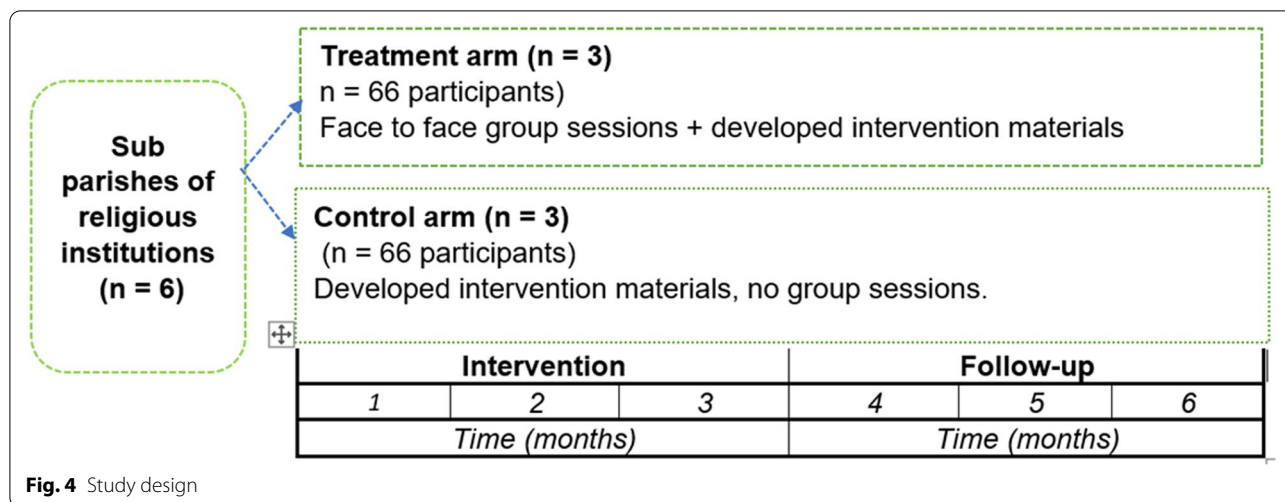 Sub
parishes of
religious
institutions
(n = 6)
Treatment arm (n = 3)
n = 66 participants)
Face to face group sessions + developed intervention materials
Control arm (n = 3)
(n = 66 participants)
Developed intervention materials, no group sessions.
Intervention Follow-up
1 2 3 4 5 6
Time (months) Time (months)
Fig. 4 Study design